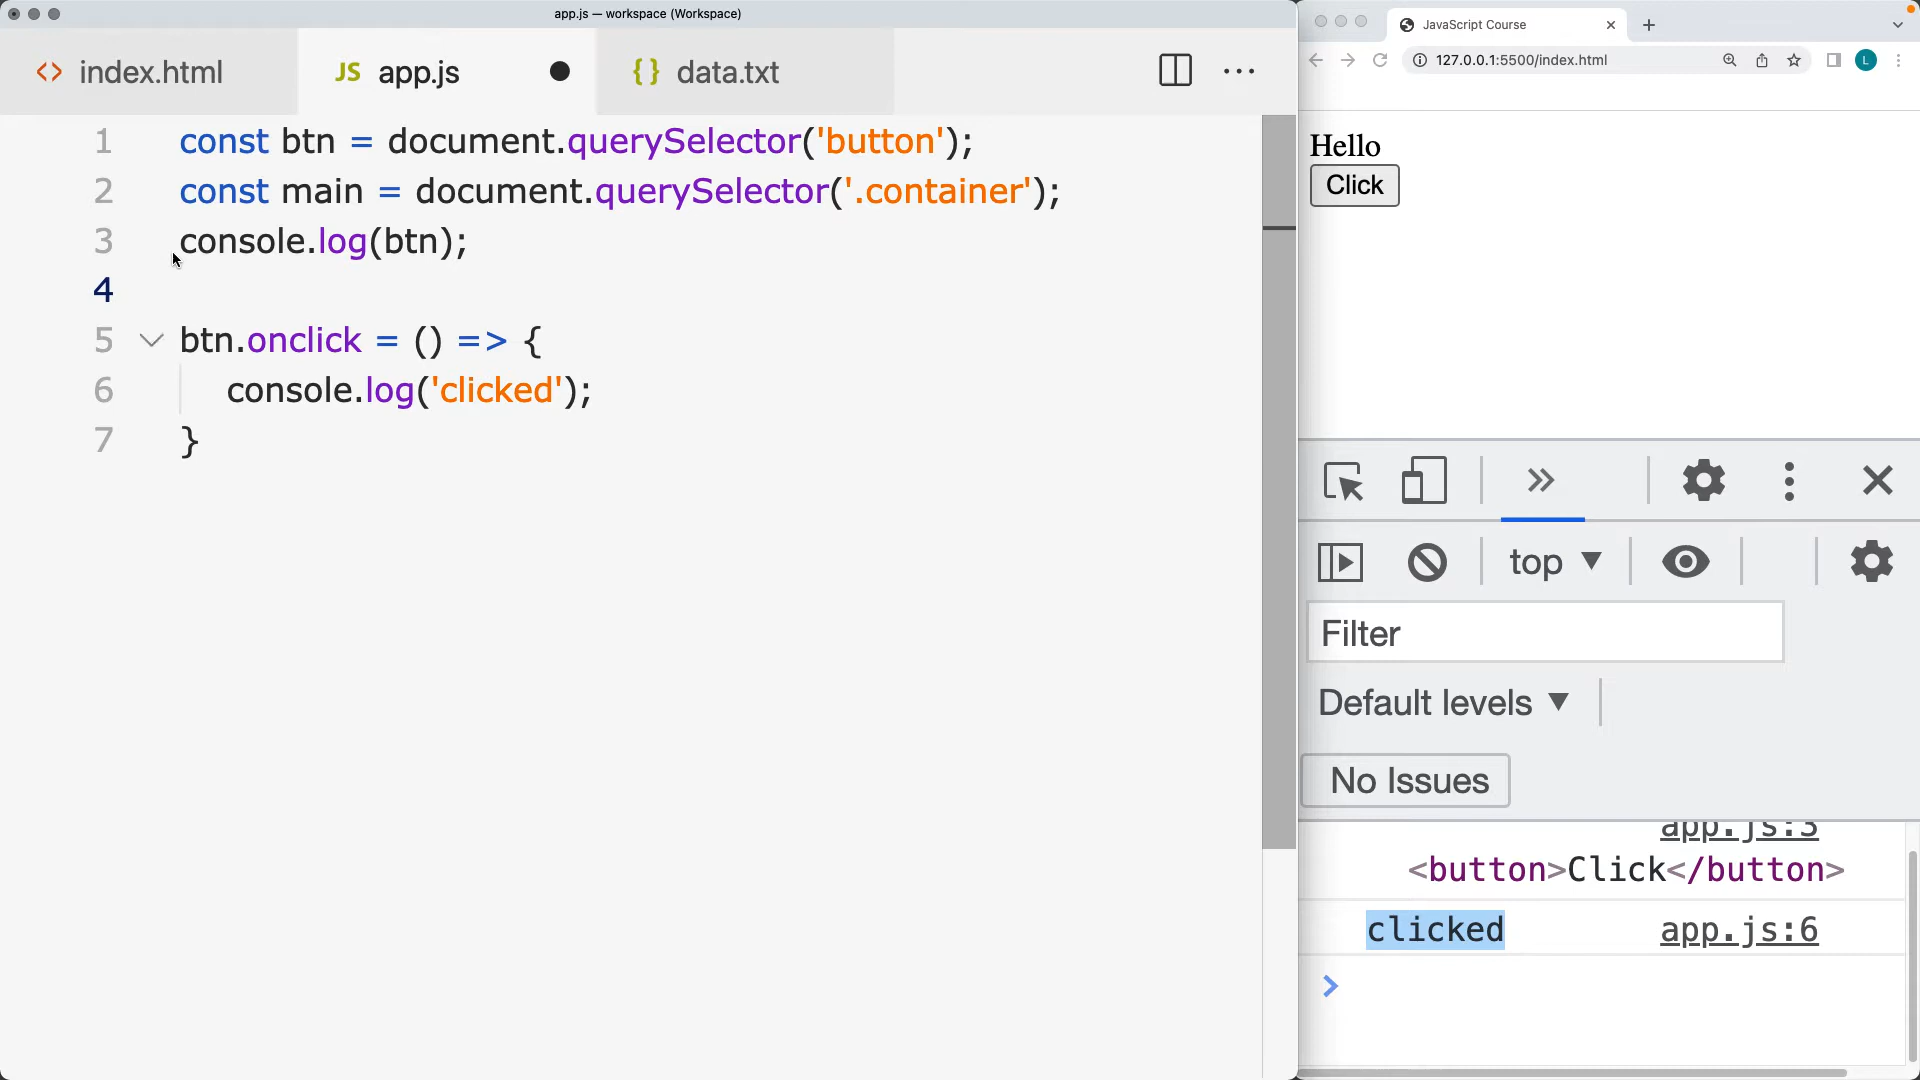 app.js — workspace (Workspace)
<> index.html
JS app.js
{} data.txt
1 const btn = document.querySelector('button');
2 const main = document.querySelector('.container');
3 console.log(btn);
4
5 btn.onclick = () => {
6 console.log('clicked');
7 }
JavaScript Course
127.0.0.1:5500/index.html
L
Hello
Click
top
Filter
Default levels
No Issues
app.js:3
<button>Click</button>
clicked app.js:6